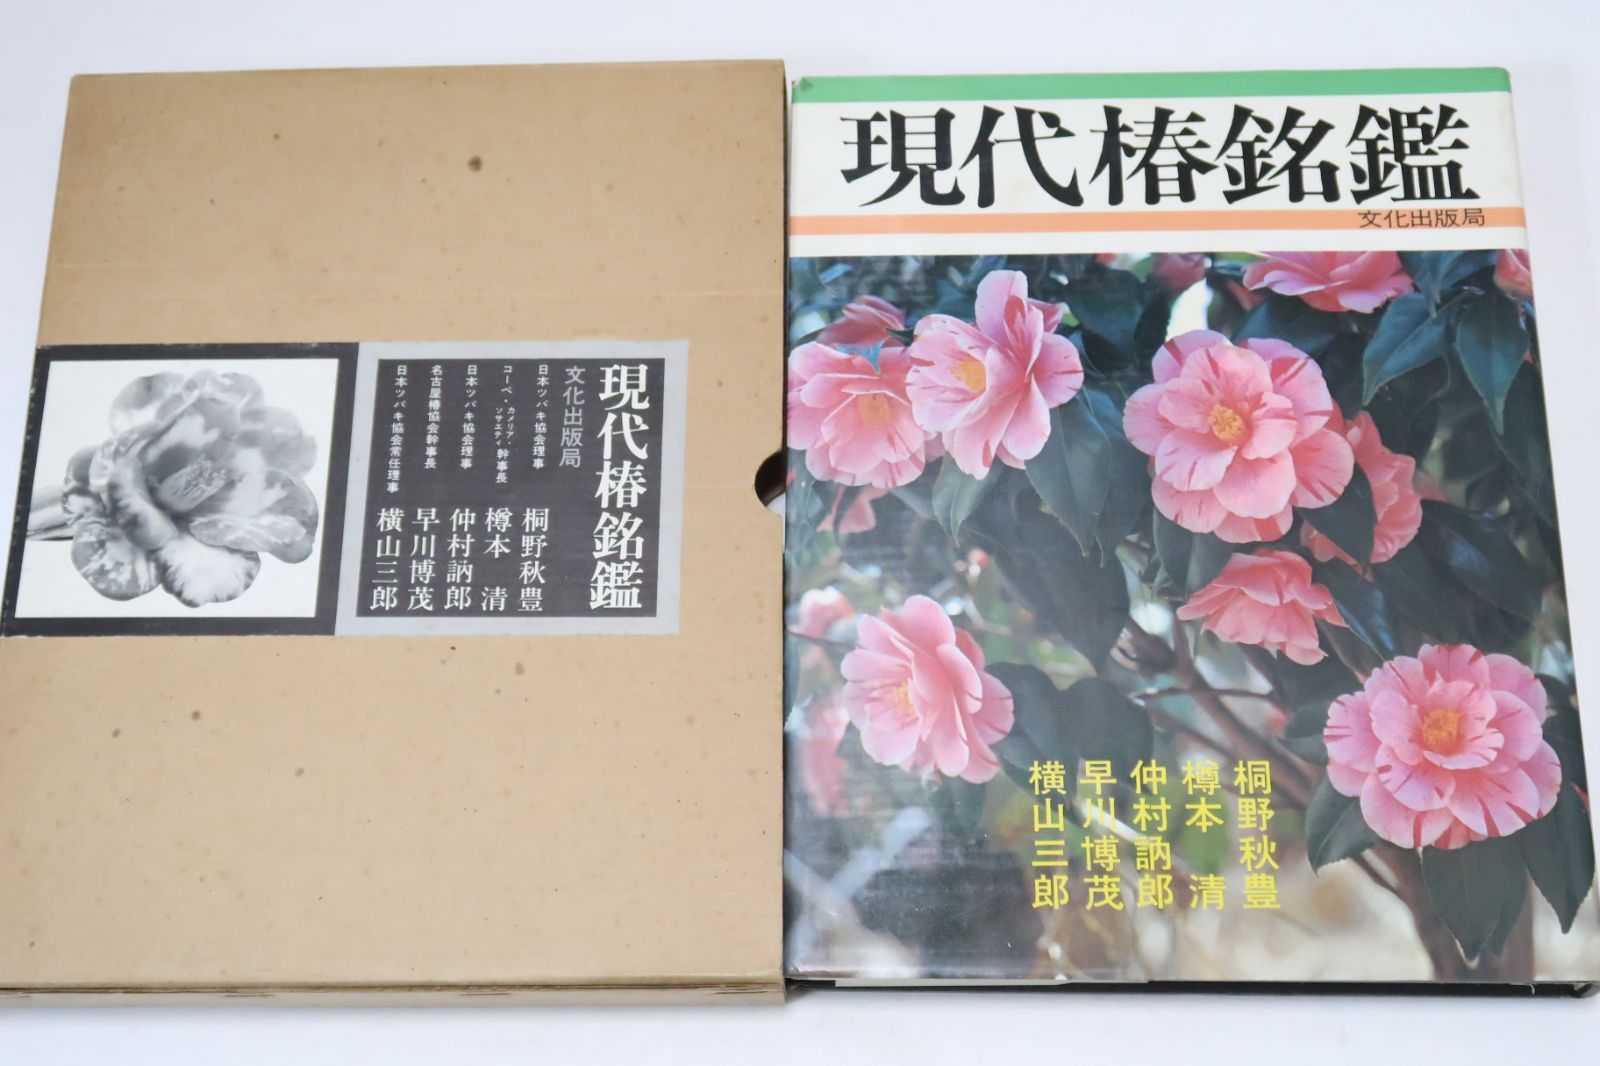 現代椿銘鑑
文化出版局
日本ツバキ協会理事 桐野秋豊
コーベ・カメリア・ソサエティ幹事長 樽本 清
日本ツバキ協会理事 仲村訥郎
名古屋椿協会幹事長 早川博茂
日本ツバキ協会常任理事 横山三郎
現代椿銘鑑
文化出版局
桐野秋豊
樽本 清
仲村訥郎
早川博茂
横山三郎